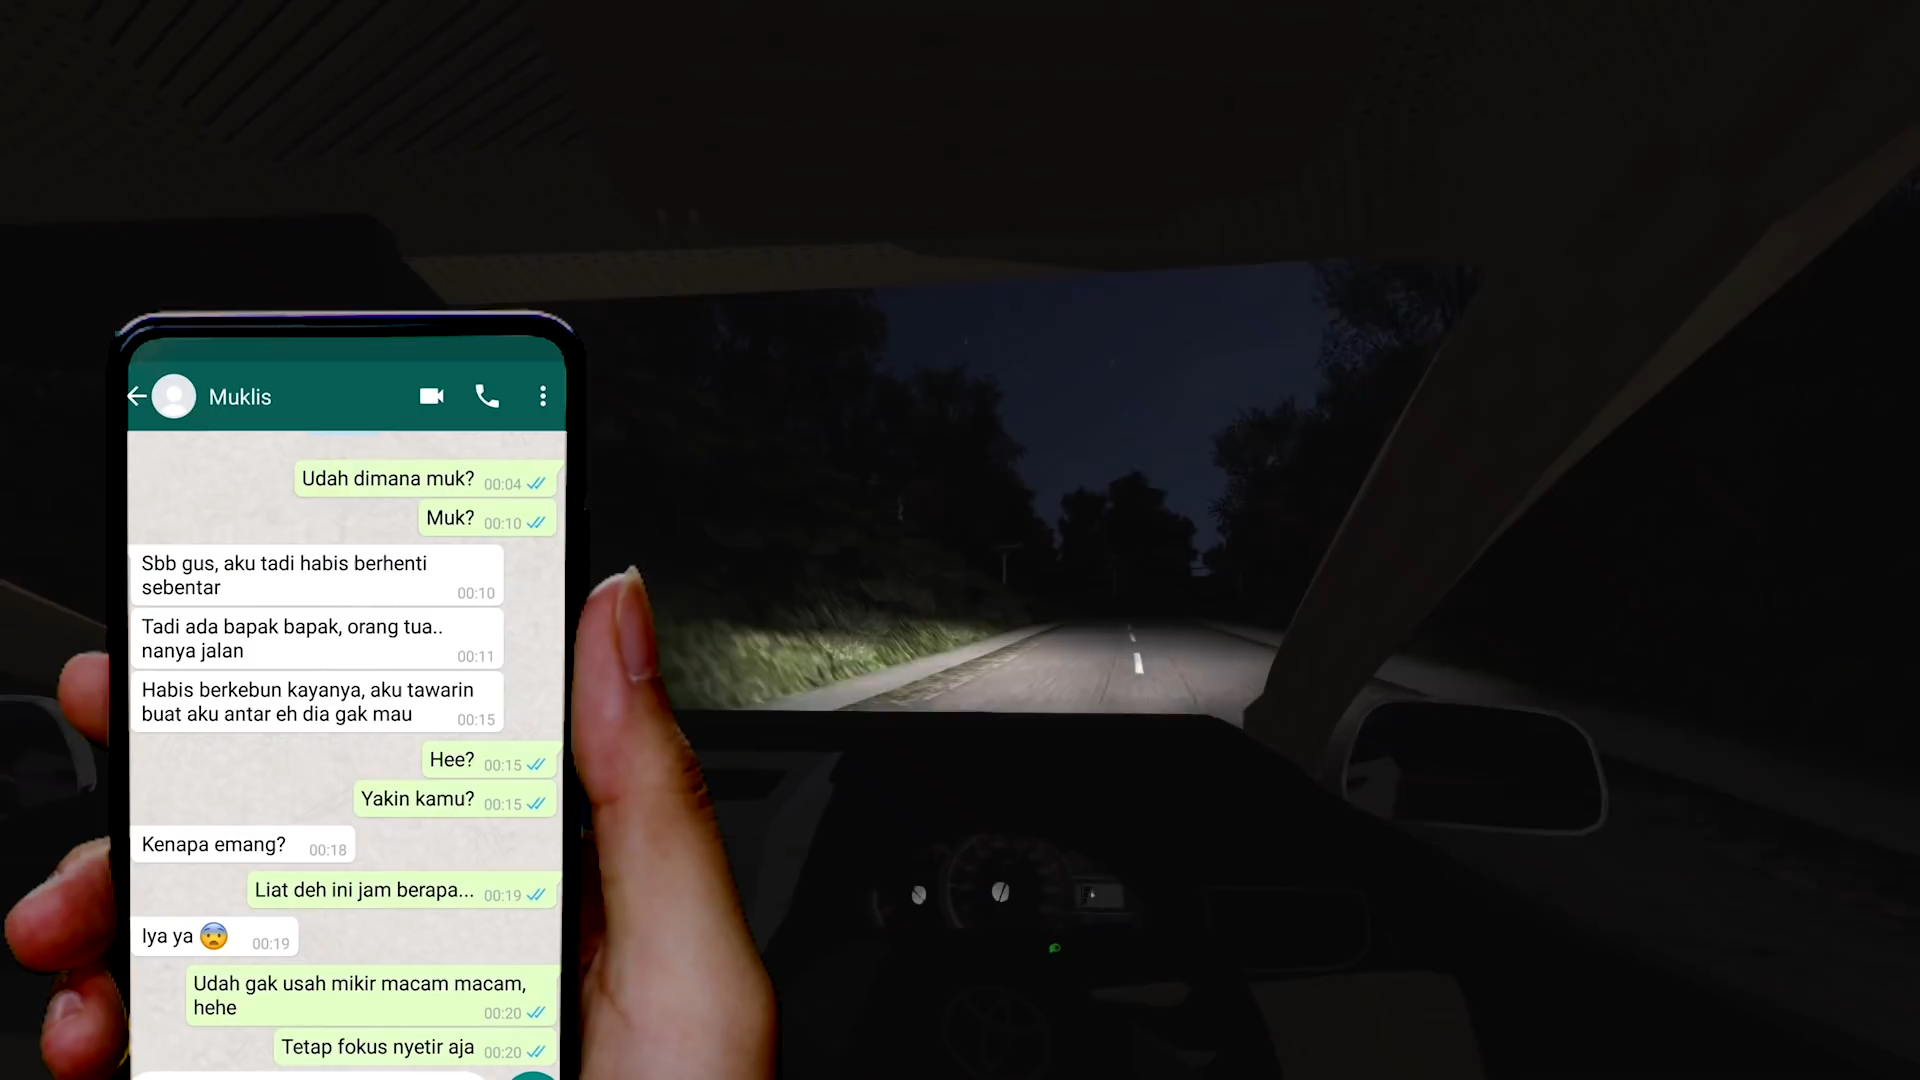 Muklis
Udah dimana muk? 00:04
Muk? 00:10
Sbb gus, aku tadi habis berhenti
sebentar 00:10
Tadi ada bapak bapak, orang tua..
nanya jalan 00:11
Habis berkebun kayanya, aku tawarin
buat aku antar eh dia gak mau 00:15
Hee? 00:15
Yakin kamu? 00:15
Kenapa emang? 00:18
Liat deh ini jam berapa... 00:19
Iya ya 😨 00:19
Udah gak usah mikir macam macam,
hehe 00:20
Tetap fokus nyetir aja 00:20